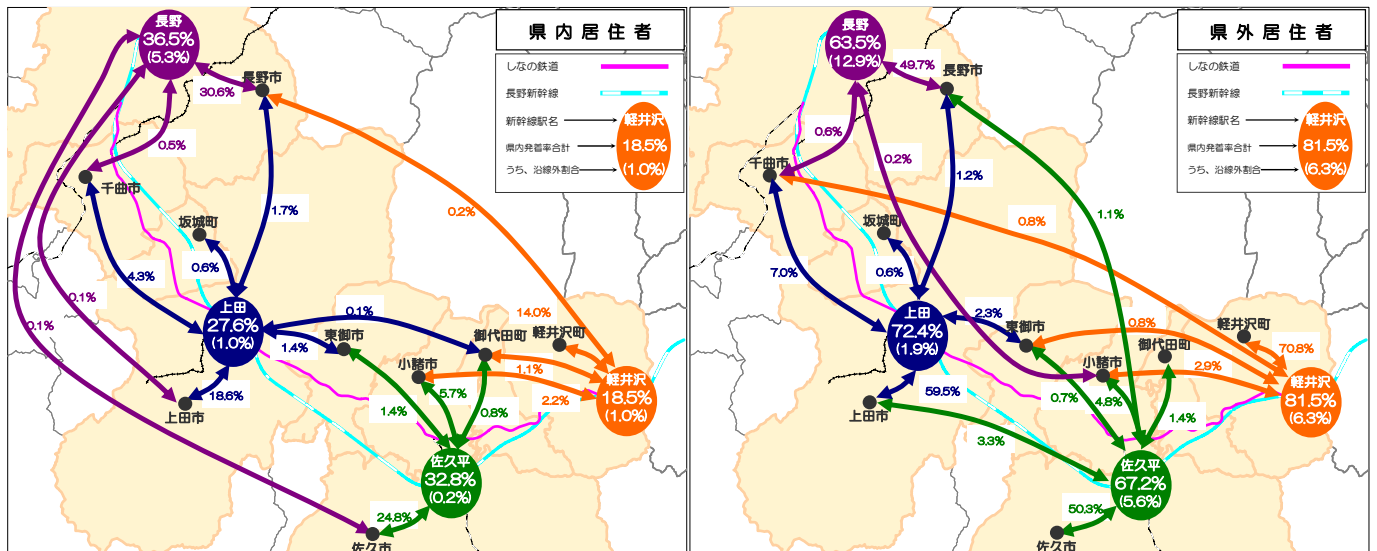 県内居住者
しなの鉄道
長野新幹線
新幹線駅名
県内発着率合計
うち、沿線外割合
軽井沢
18.5%
(1.0%)
長野
36.5%
(5.3%)
30.6%
長野市
0.5%
千曲市
1.7%
0.2%
坂城町
4.3%
0.6%
0.1%
0.1%
上田
27.6%
(1.0%)
0.1%
1.4%
東御市
14.0%
御代田町
軽井沢町
小諸市
1.1%
5.7%
2.2%
0.8%
1.4%
軽井沢
18.5%
(1.0%)
18.6%
上田市
佐久平
32.8%
(0.2%)
24.8%
佐久市
県外居住者
しなの鉄道
長野新幹線
新幹線駅名
県内発着率合計
うち、沿線外割合
軽井沢
81.5%
(6.3%)
長野
63.5%
(12.9%)
49.7%
長野市
0.6%
0.2%
千曲市
1.2%
1.1%
0.8%
坂城町
7.0%
0.6%
上田
72.4%
(1.9%)
2.3%
東御市
0.8%
軽井沢町
御代田町
70.8%
小諸市
2.9%
0.7%
4.8%
1.4%
軽井沢
81.5%
(6.3%)
59.5%
上田市
3.3%
佐久平
67.2%
(5.6%)
50.3%
佐久市